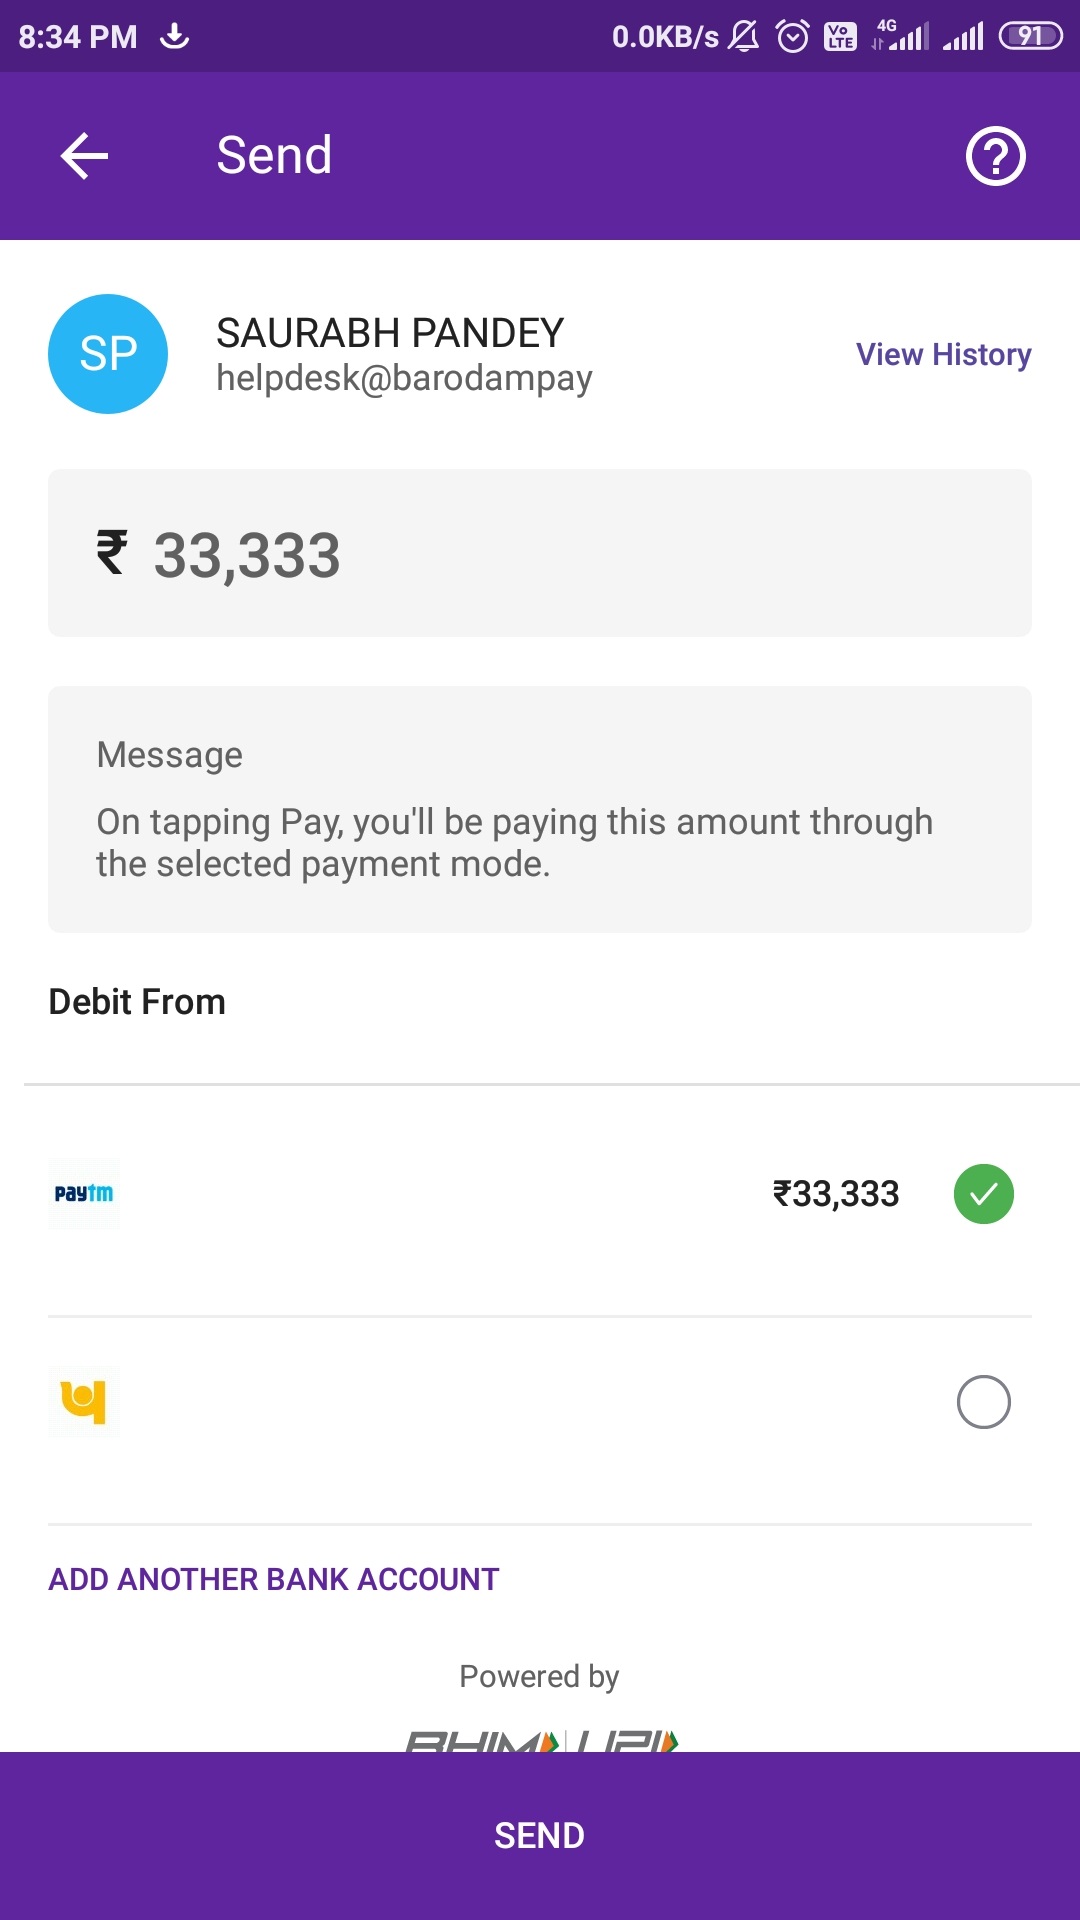 8:34 PM 0.0KB/s Vo LTE 4G 91
Send
SP
SAURABH PANDEY
helpdesk@barodampay
View History
₹ 33,333
Message
On tapping Pay, you'll be paying this amount through
the selected payment mode.
Debit From
paytm ₹33,333
ADD ANOTHER BANK ACCOUNT
Powered by
BHIM UPI
SEND